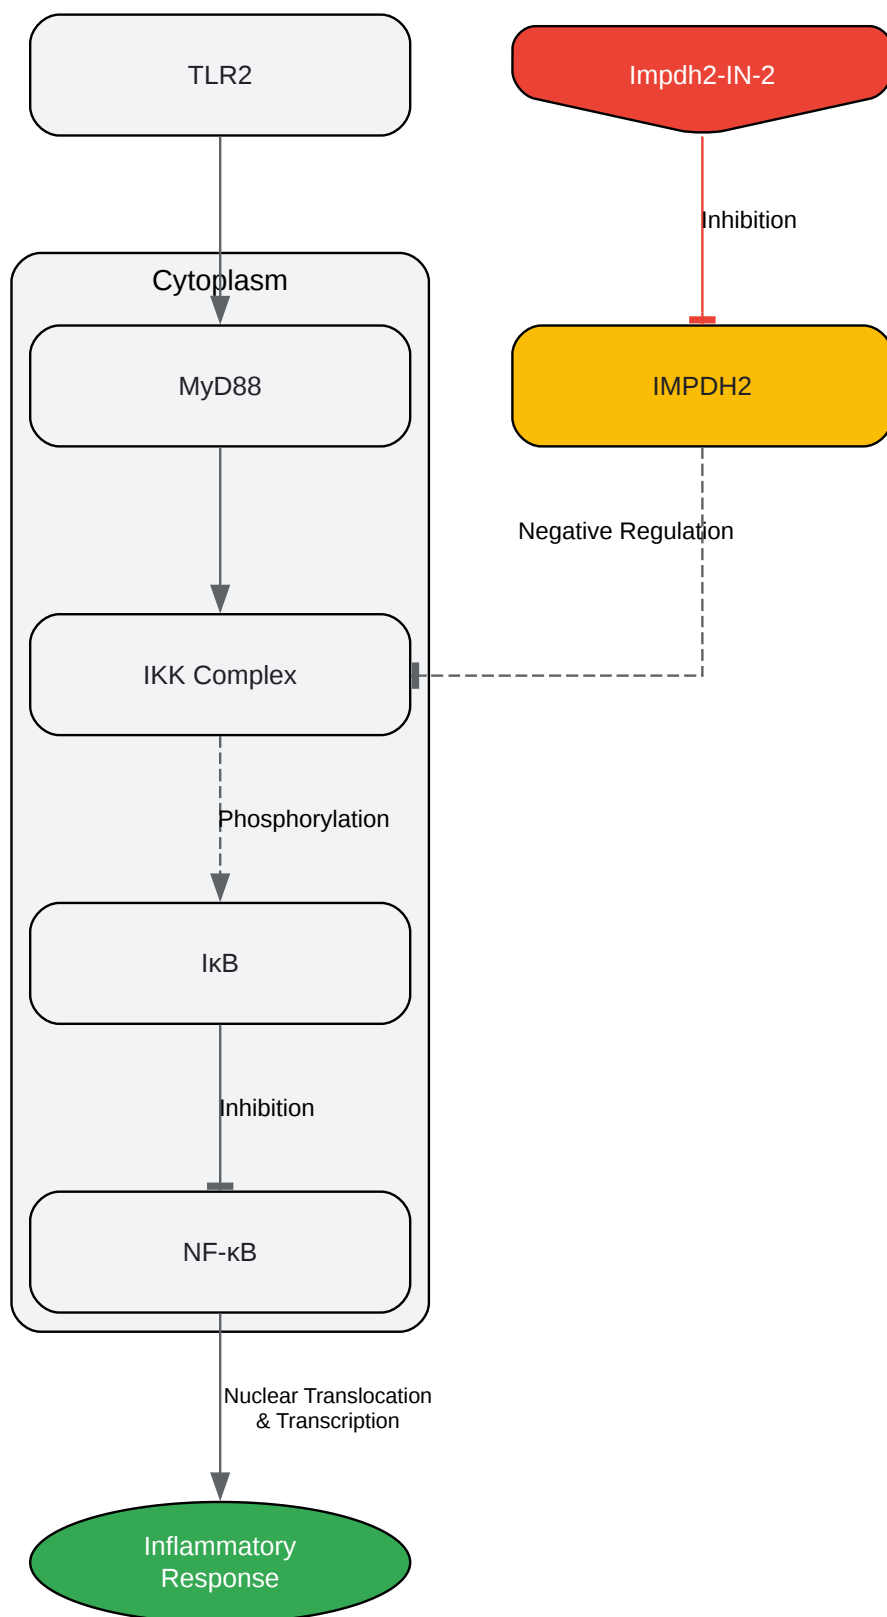 TLR2
Impdh2-IN-2
Inhibition
Cytoplasm
MyD88
IMPDH2
Negative Regulation
IKK Complex
Phosphorylation
IκB
Inhibition
NF-κB
Nuclear Translocation
& Transcription
Inflammatory
Response